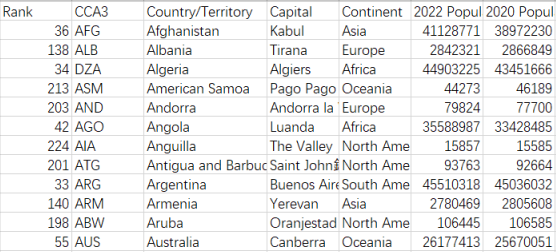 Rank CCA3 Country/Territory Capital Continent 2022 Popul 2020 Popul
36 AFG Afghanistan Kabul Asia 41128771 38972230
138 ALB Albania Tirana Europe 2842321 2866849
34 DZA Algeria Algiers Africa 44903225 43451666
213 ASM American Samoa Pago Pago Oceania 44273 46189
203 AND Andorra Andorra la Europe 79824 77700
42 AGO Angola Luanda Africa 35588987 33428485
224 AIA Anguilla The Valley North Ame 15857 15585
201 ATG Antigua and Barbuc Saint John North Ame 93763 92664
33 ARG Argentina Buenos Aire South Ame 45510318 45036032
140 ARM Armenia Yerevan Asia 2780469 2805608
198 ABW Aruba Oranjestad North Ame 106445 106585
55 AUS Australia Canberra Oceania 26177413 25670051